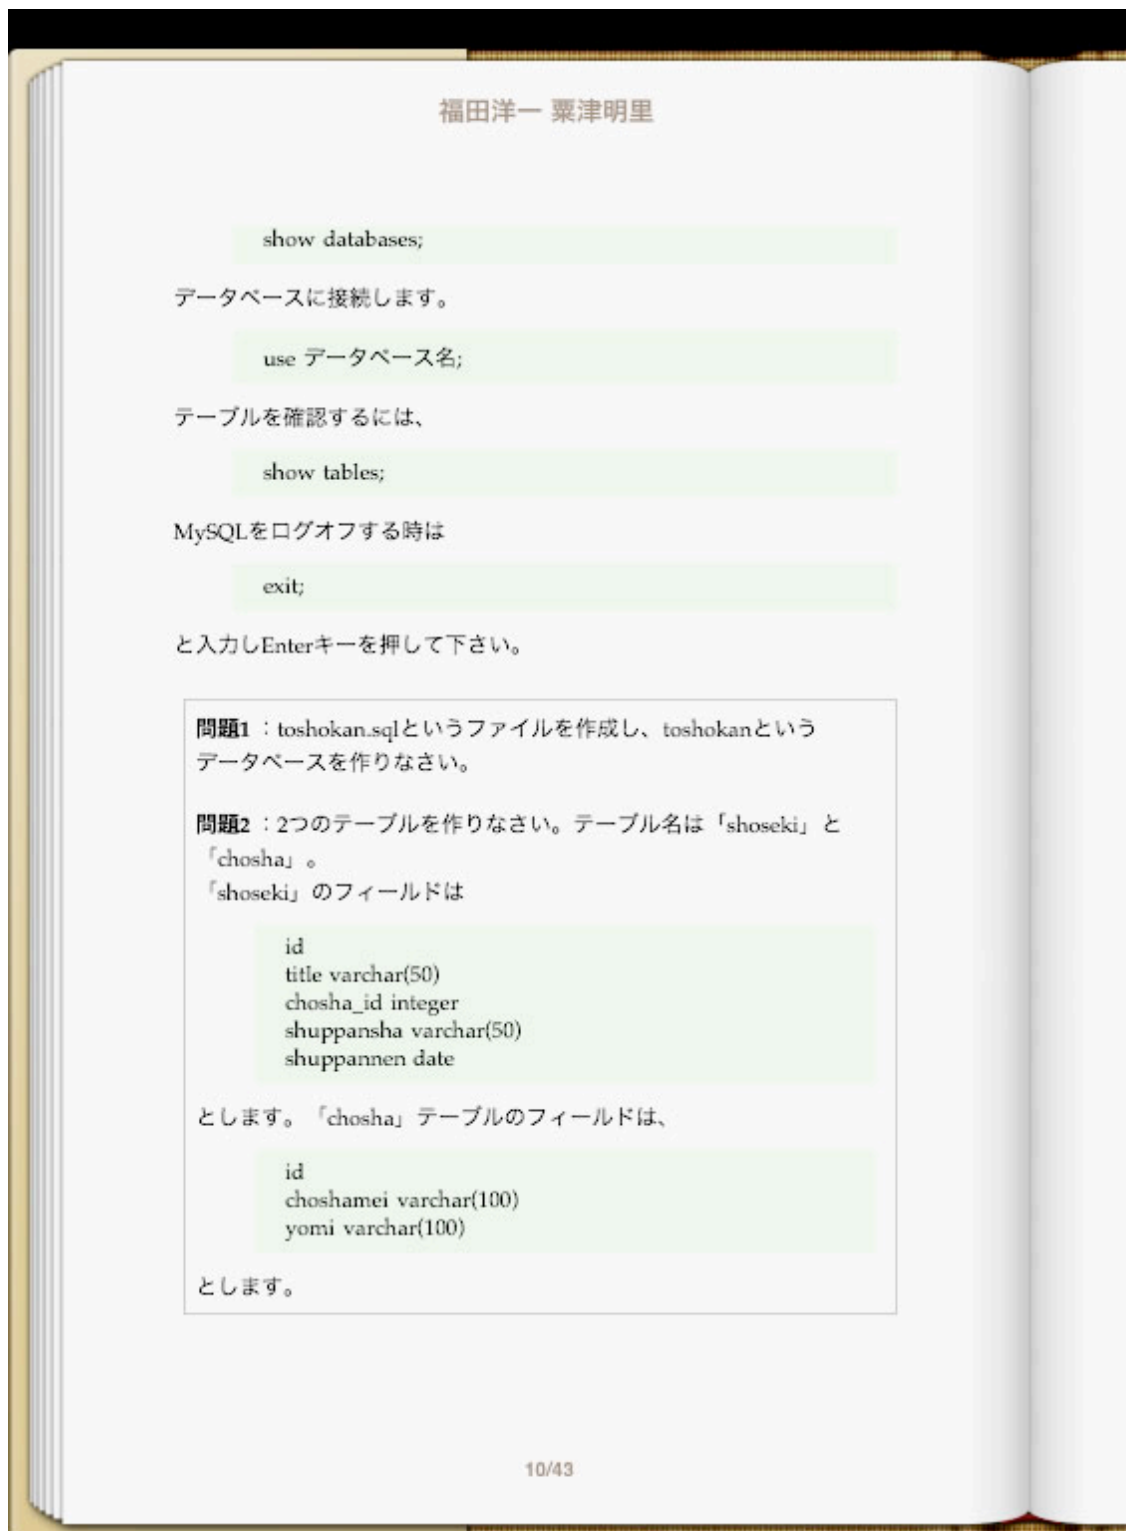 福田洋一 粟津明里
show databases;
データベースに接続します。
use データベース名;
テーブルを確認するには、
show tables;
MySQLをログオフする時は
exit;
と入力しEnterキーを押して下さい。
問題1：toshokan.sqlというファイルを作成し、toshokanという
データベースを作りなさい。
問題2：2つのテーブルを作りなさい。テーブル名は「shoseki」と
「chosha」。
「shoseki」のフィールドは
id
title varchar(50)
chosha_id integer
shuppansha varchar(50)
shuppannen date
とします。「chosha」テーブルのフィールドは、
id
choshamei varchar(100)
yomi varchar(100)
とします。
10/43